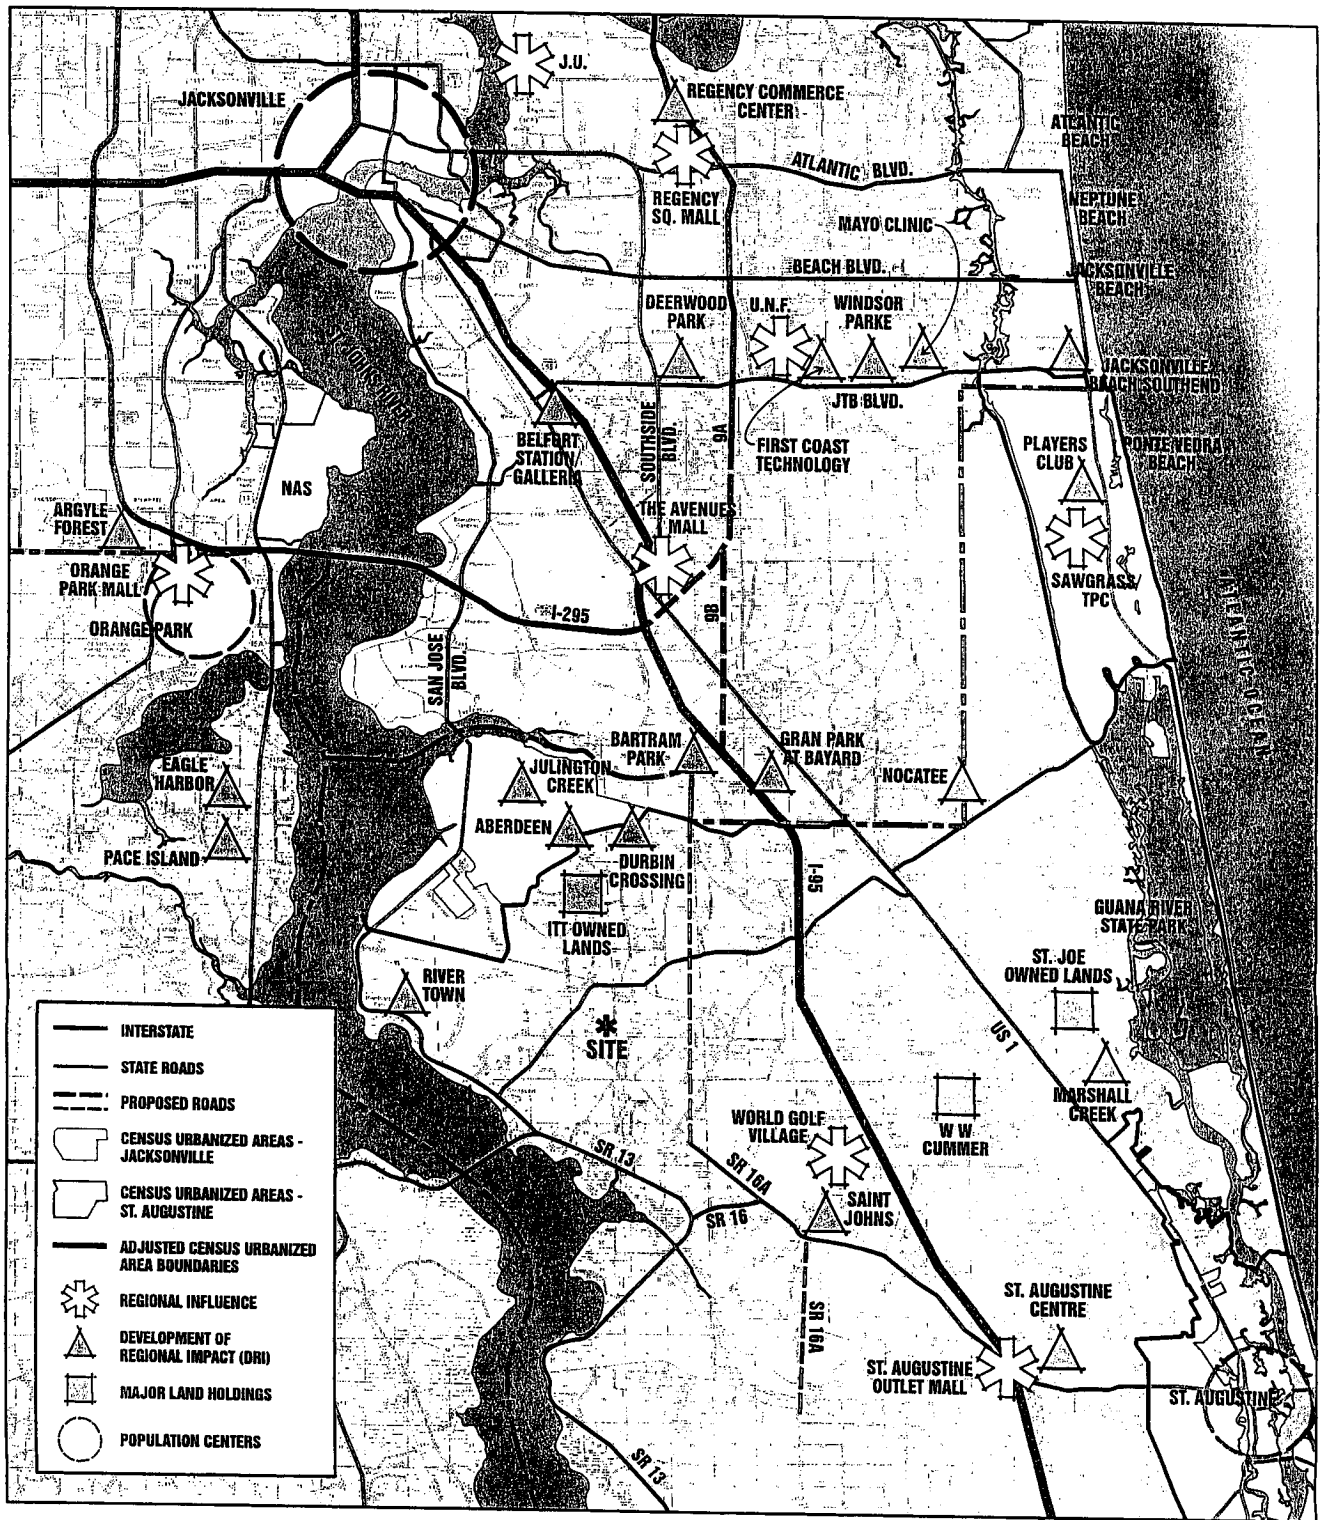 J.U.
JACKSONVILLE
REGENCY COMMERCE
CENTER
ATLANTIC
BEACH
ATLANTIC BLVD.
REGENCY
SQ. MALL
NEPTUNE
BEACH
MAYO CLINIC
BEACH BLVD.
JACKSONVILLE
BEACH
DEERWOOD
PARK
U.N.F.
WINDSOR
PARKE
ST. JOHNS RIVER
JACKSONVILLE
BEACH SOUTHEND
JTB BLVD.
BELFORT
STATION/
GALLERIA
SOUTHSIDE
BLVD.
9A
FIRST COAST
TECHNOLOGY
PLAYERS
CLUB
PONTE VEDRA
BEACH
NAS
ARGYLE
FOREST
THE AVENUES
MALL
ORANGE
PARK MALL
SAWGRASS/
TPC
ORANGE PARK
I-295
9B
ATLANTIC OCEAN
SAN JOSE
BLVD.
BARTRAM
PARK
GRAN PARK
AT BAYARD
EAGLE
HARBOR
JULINGTON
CREEK
NOCATEE
ABERDEEN
PACE ISLAND
DURBIN
CROSSING
I-95
ITT OWNED
LANDS
GUANA RIVER
STATE PARK
ST. JOE
OWNED LANDS
RIVER
TOWN
SITE
US 1
MARSHALL
CREEK
W W
CUMMER
WORLD GOLF
VILLAGE
SR 13
SR 16A
SAINT
JOHNS
SR 16
ST. AUGUSTINE
CENTRE
SR 16A
ST. AUGUSTINE
OUTLET MALL
ST. AUGUSTINE
SR 13
INTERSTATE
STATE ROADS
PROPOSED ROADS
CENSUS URBANIZED AREAS -
JACKSONVILLE
CENSUS URBANIZED AREAS -
ST. AUGUSTINE
ADJUSTED CENSUS URBANIZED
AREA BOUNDARIES
REGIONAL INFLUENCE
DEVELOPMENT OF
REGIONAL IMPACT (DRI)
MAJOR LAND HOLDINGS
POPULATION CENTERS